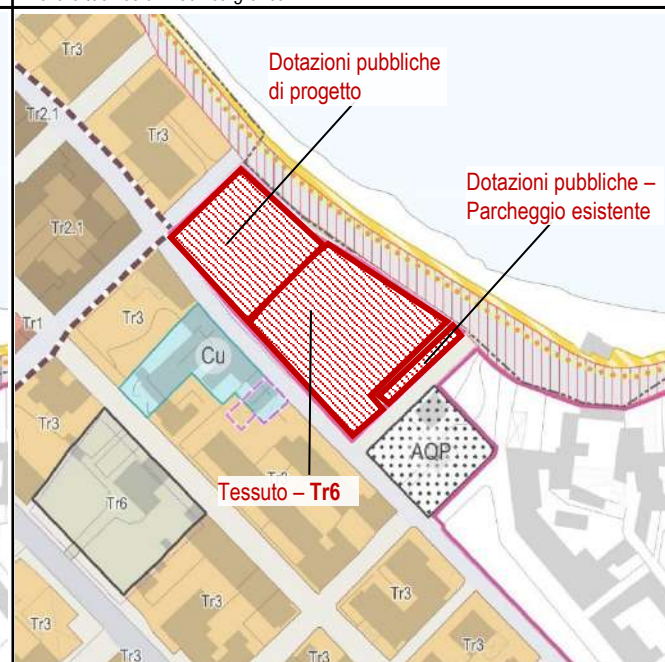 Tr3
Dotazioni pubbliche
di progetto
Tr2.1
Tr3
Dotazioni pubbliche –
Parcheggio esistente
Tr2.1
Tr1
Tr3
Cu
Tr3
AQP
Tessuto – Tr6
Tr6
Tr3
Tr3
Tr3
Tr3
Tr3
Tr3